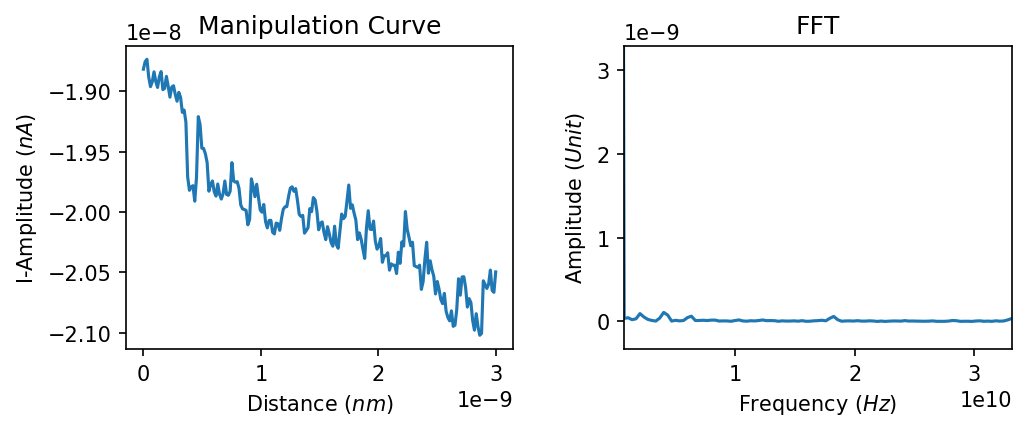 Manipulation Curve
1e−8
I-Amplitude (nA)
−1.90
−1.95
−2.00
−2.05
−2.10
0 1 2 3
1e−9
Distance (nm)
FFT
1e−9
Amplitude (Unit)
3
2
1
0
1 2 3
1e10
Frequency (Hz)